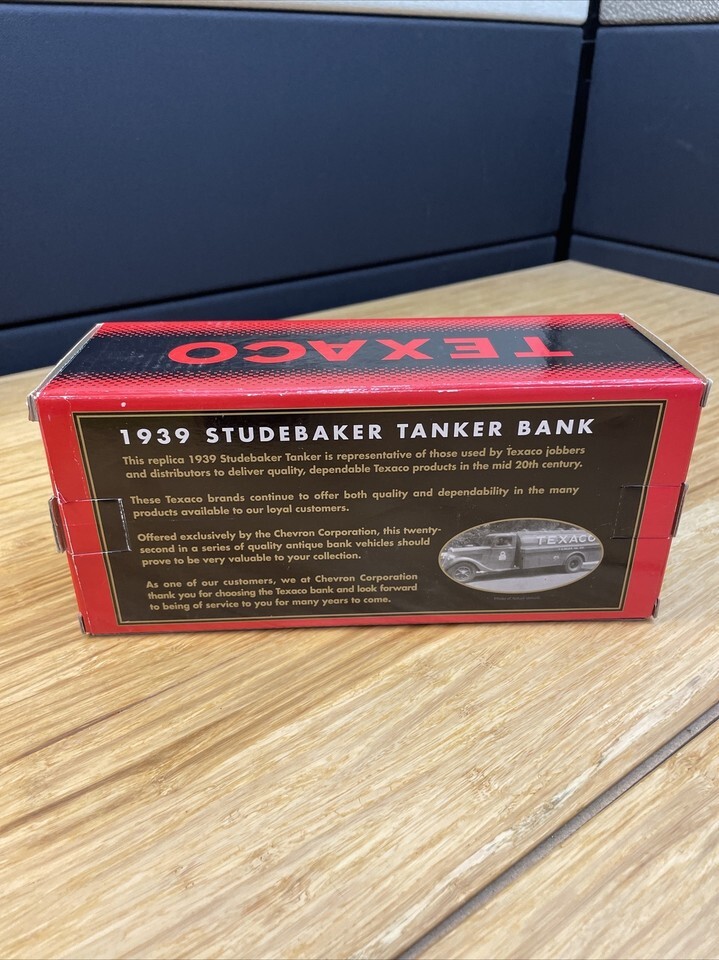 TEXACO
1939 STUDEBAKER TANKER BANK
This replica 1939 Studebaker Tanker is representative of those used by Texaco jobbers
and distributors to deliver quality, dependable Texaco products in the mid 20th century.
These Texaco brands continue to offer both quality and dependability in the many
products available to our loyal customers.
Offered exclusively by the Chevron Corporation, this twenty-
second in a series of quality antique bank vehicles should
prove to be very valuable to your collection.
As one of our customers, we at Chevron Corporation
thank you for choosing the Texaco bank and look forward
to being of service to you for many years to come.
TEXACO